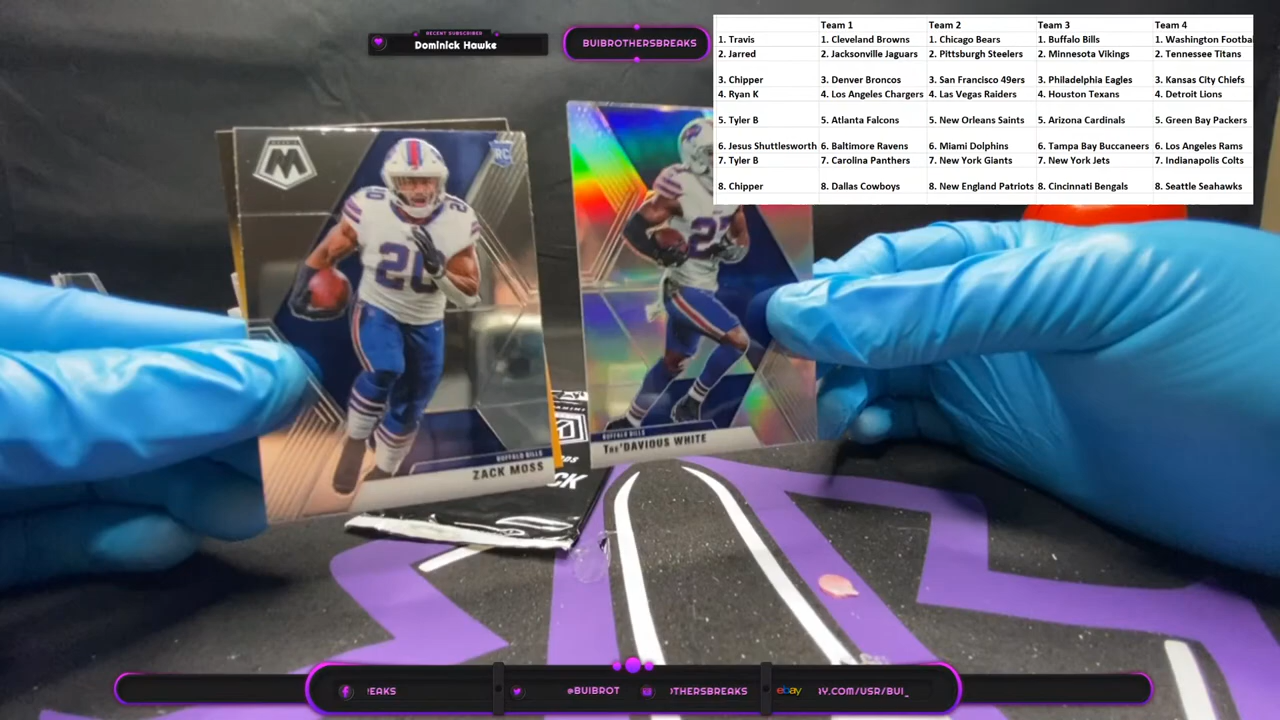 RECENT SUBSCRIBER
Dominick Hawke
BUIBROTHERSBREAKS
Team 1 Team 2 Team 3 Team 4
1. Travis 1. Cleveland Browns 1. Chicago Bears 1. Buffalo Bills 1. Washington Footba
2. Jarred 2. Jacksonville Jaguars 2. Pittsburgh Steelers 2. Minnesota Vikings 2. Tennessee Titans
3. Chipper 3. Denver Broncos 3. San Francisco 49ers 3. Philadelphia Eagles 3. Kansas City Chiefs
4. Ryan K 4. Los Angeles Chargers 4. Las Vegas Raiders 4. Houston Texans 4. Detroit Lions
5. Tyler B 5. Atlanta Falcons 5. New Orleans Saints 5. Arizona Cardinals 5. Green Bay Packers
6. Jesus Shuttlesworth 6. Baltimore Ravens 6. Miami Dolphins 6. Tampa Bay Buccaneers 6. Los Angeles Rams
7. Tyler B 7. Carolina Panthers 7. New York Giants 7. New York Jets 7. Indianapolis Colts
8. Chipper 8. Dallas Cowboys 8. New England Patriots 8. Cincinnati Bengals 8. Seattle Seahawks
M
RC
20
20
27
BUFFALO BILLS
ZACK MOSS
BUFFALO BILLS
TRE'DAVIOUS WHITE
CK
!EAKS
@BUIBROT
THERSBREAKS
ebay
Y.COM/USR/BUI_